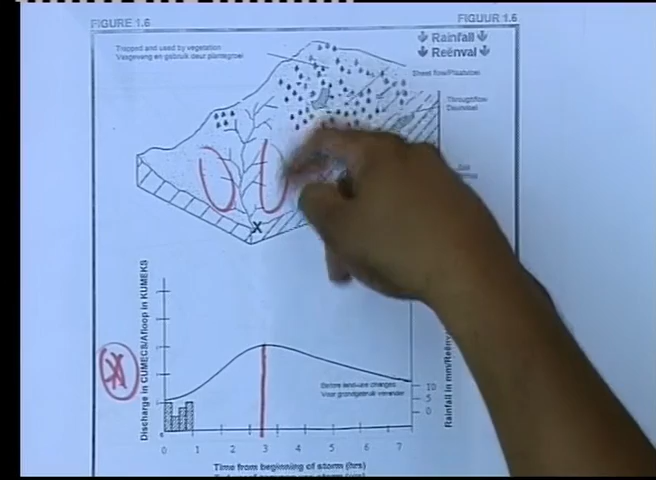 FIGURE 1.6
FIGUUR 1.6
Rainfall
Reënval
Trapped and used by vegetation
Vasgevang en gebruik deur plantegroei
Sheet flow/Plaatvloei
Throughflow
Deurvloei
X
Discharge in CUMECS/Afloop in KUMEKS
Before land-use changes
Voor grondgebruik verander
10
5
0
Rainfall in mm/Reënv
0 1 2 3 4 5 6 7
Time from beginning of storm (hrs)